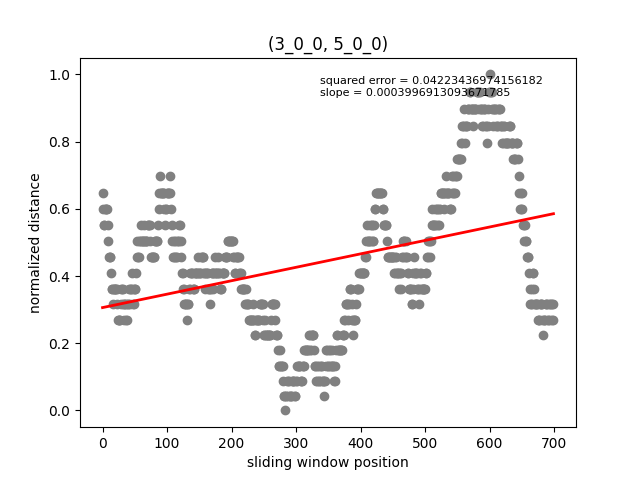 (3_0_0, 5_0_0)
squared error = 0.04223436974156182
slope = 0.0003996913093671785
normalized distance
1.0
0.8
0.6
0.4
0.2
0.0
0 100 200 300 400 500 600 700
sliding window position